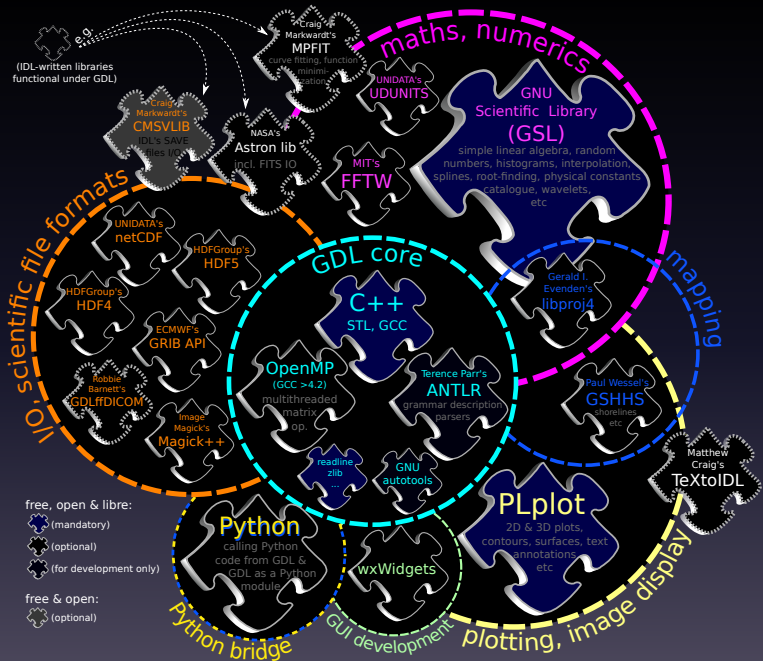 e.g.
(IDL-written libraries
functional under GDL)
Craig
Markwardt's
MPFIT
curve fitting, function
minimi-
zation
maths, numerics
UNIDATA's
UDUNITS
GNU
Scientific Library
(GSL)
simple linear algebra, random
numbers, histograms, interpolation,
splines, root-finding, physical constants
catalogue, wavelets,
etc
Craig
Markwardt's
CMSVLIB
IDL's SAVE
files I/O
NASA's
Astron lib
incl. FITS IO
MIT's
FFTW
I/O, scientific file formats
UNIDATA's
netCDF
HDFGroup's
HDF5
HDFGroup's
HDF4
ECMWF's
GRIB API
Robbie
Barnett's
GDLffDICOM
Image
Magick's
Magick++
GDL core
C++
STL, GCC
OpenMP
(GCC >4.2)
multithreaded
matrix
op.
Terence Parr's
ANTLR
grammar description
parsers
readline
zlib
...
GNU
autotools
mapping
Gerald I.
Evenden's
libproj4
Paul Wessel's
GSHHS
shorelines
etc
Matthew
Craig's
TeXtoIDL
PLplot
2D & 3D plots,
contours, surfaces, text
annotations
etc
plotting, image display
Python
calling Python
code from GDL &
GDL as a Python
module
Python bridge
wxWidgets
GUI development
free, open & libre:
(mandatory)
(optional)
(for development only)
free & open:
(optional)